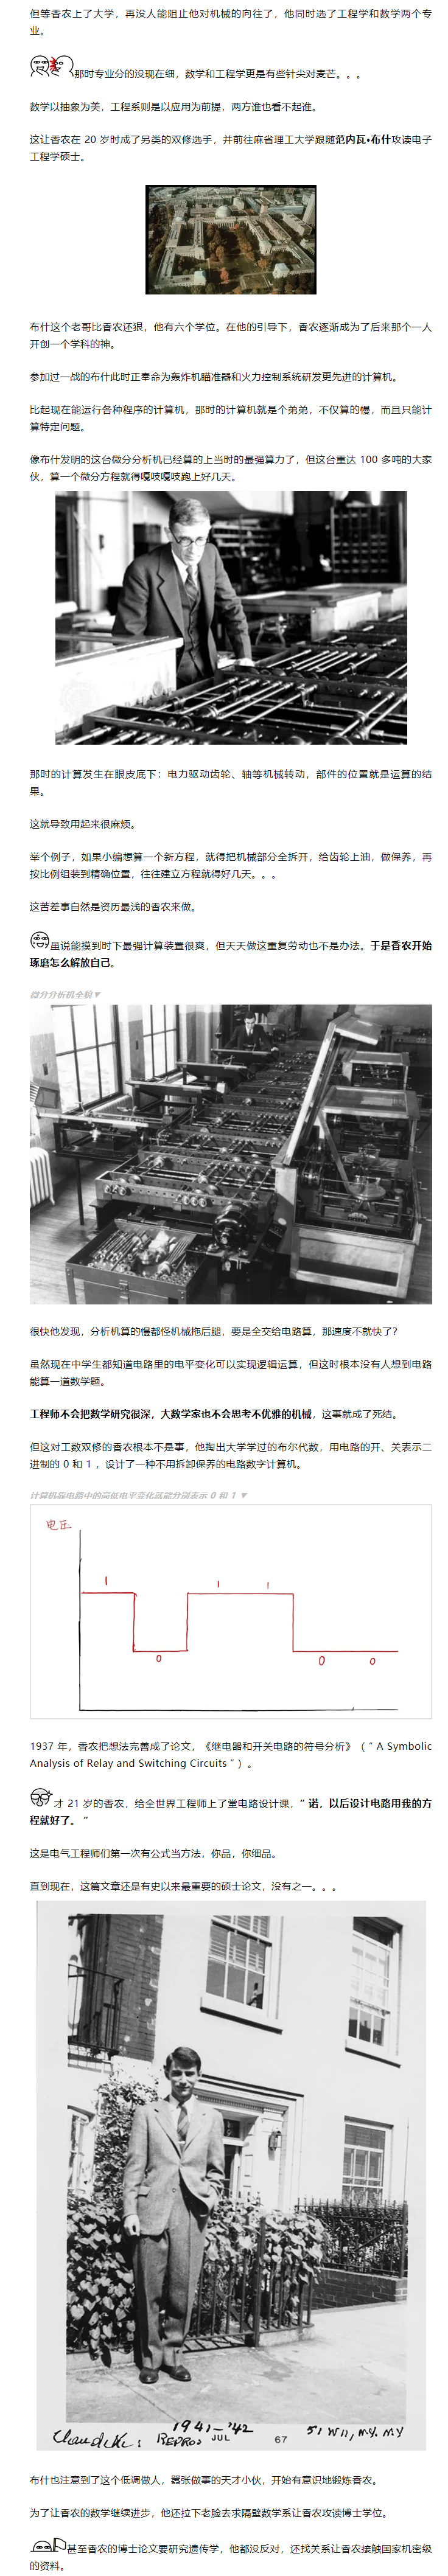 但等香农上了大学，再没人能阻止他对机械的向往了，他同时选了工程学和数学两个专
业。
那时专业分的没现在细，数学和工程学更是有些针尖对麦芒。。。
数学以抽象为美，工程系则是以应用为前提，两方谁也看不起谁。
这让香农在 20 岁时成了另类的双修选手，并前往麻省理工大学跟随范内瓦•布什攻读电子
工程学硕士。
布什这个老哥比香农还狠，他有六个学位。在他的引导下，香农逐渐成为了后来那个一人
开创一个学科的神。
参加过一战的布什此时正奉命为轰炸机瞄准器和火力控制系统研发更先进的计算机。
比起现在能运行各种程序的计算机，那时的计算机就是个弟弟，不仅算的慢，而且只能计
算特定问题。
像布什发明的这台微分分析机已经算的上当时的最强算力了，但这台重达 100 多吨的大家
伙，算一个微分方程就得嘎吱嘎吱跑上好几天。
那时的计算发生在眼皮底下：电力驱动齿轮、轴等机械转动，部件的位置就是运算的结
果。
这就导致用起来很麻烦。
举个例子，如果小编想算一个新方程，就得把机械部分全拆开，给齿轮上油，做保养，再
按比例组装到精确位置，往往建立方程就得好几天。。。
这苦差事自然是资历最浅的香农来做。
虽说能摸到时下最强计算装置很爽，但天天做这重复劳动也不是办法。于是香农开始
琢磨怎么解放自己。
微分分析机全貌▼
很快他发现，分析机算的慢都怪机械拖后腿，要是全交给电路算，那速度不就快了？
虽然现在中学生都知道电路里的电平变化可以实现逻辑运算，但这时根本没有人想到电路
能算一道数学题。
工程师不会把数学研究很深，大数学家也不会思考不优雅的机械，这事就成了死结。
但这对工数双修的香农根本不是事，他掏出大学学过的布尔代数，用电路的开、关表示二
进制的 0 和 1 ，设计了一种不用拆卸保养的电路数字计算机。
计算机靠电路中的高低电平变化就能分别表示 0 和 1 ▼
电压
1
1
1
0
0
0
1937 年，香农把想法完善成了论文，《继电器和开关电路的符号分析》（ “ A Symbolic
Analysis of Relay and Switching Circuits “ ）。
才 21 岁的香农，给全世界工程师上了堂电路设计课，“ 诺，以后设计电路用我的方
程就好了。“
这是电气工程师们第一次有公式当方法，你品，你细品。
直到现在，这篇文章还是有史以来最重要的硕士论文，没有之一。。。
1941-'42
REPRO: JUL
67
布什也注意到了这个低调做人，嚣张做事的天才小伙，开始有意识地锻炼香农。
为了让香农的数学继续进步，他还拉下老脸去求隔壁数学系让香农攻读博士学位。
甚至香农的博士论文要研究遗传学，他都没反对，还找关系让香农接触国家机密级
的资料。